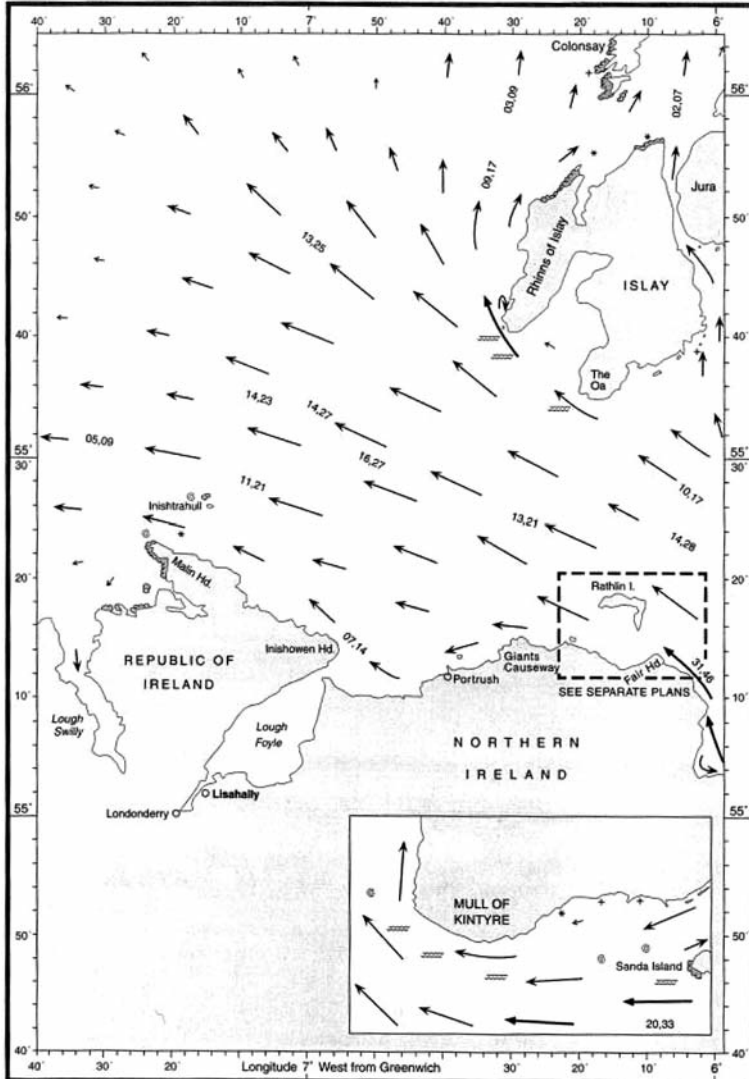 40´ 30´ 20´ 10´ 7° 50´ 40´ 30´ 20´ 10´ 6°
Colonsay
56°
56°
03,09
02,07
09,17
Jura
50´
50´
Rhinns of Islay
13,25
ISLAY
40´
40´
The
Oa
14,23
14,27
05,09
16,27
55°
30´
55°
30´
11,21
10,17
Inishtrahull
13,21
14,28
Malin Hd.
20´
20´
Rathlin I.
07,14
Inishowen Hd.
Giants
Causeway
Fair Hd.
31,46
REPUBLIC OF
IRELAND
Portrush
SEE SEPARATE PLANS
10´
10´
Lough
Swilly
Lough
Foyle
NORTHERN
IRELAND
Lisahally
Londonderry
55°
55°
MULL OF
KINTYRE
50´
50´
Sanda Island
20,33
40´
40´
40´ 30´ 20´ Longitude 7° West from Greenwich 40´ 30´ 20´ 10´ 6°